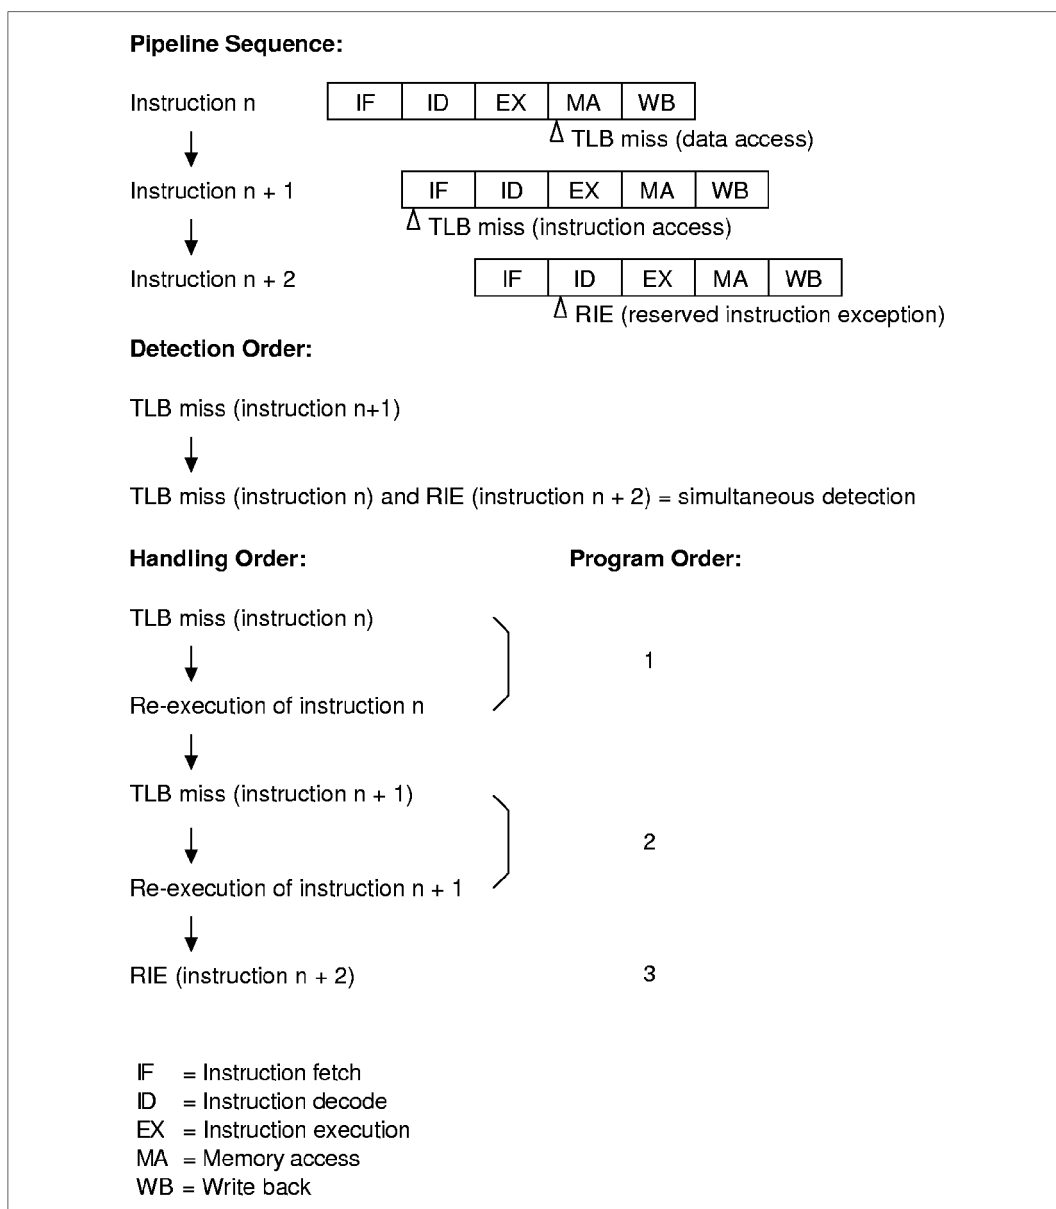 Pipeline Sequence:
Instruction n IF ID EX MA WB
TLB miss (data access)
Instruction n + 1 IF ID EX MA WB
TLB miss (instruction access)
Instruction n + 2 IF ID EX MA WB
RIE (reserved instruction exception)
Detection Order:
TLB miss (instruction n+1)
TLB miss (instruction n) and RIE (instruction n + 2) = simultaneous detection
Handling Order: Program Order:
TLB miss (instruction n)
1
Re-execution of instruction n
TLB miss (instruction n + 1)
2
Re-execution of instruction n + 1
RIE (instruction n + 2) 3
IF = Instruction fetch
ID = Instruction decode
EX = Instruction execution
MA = Memory access
WB = Write back